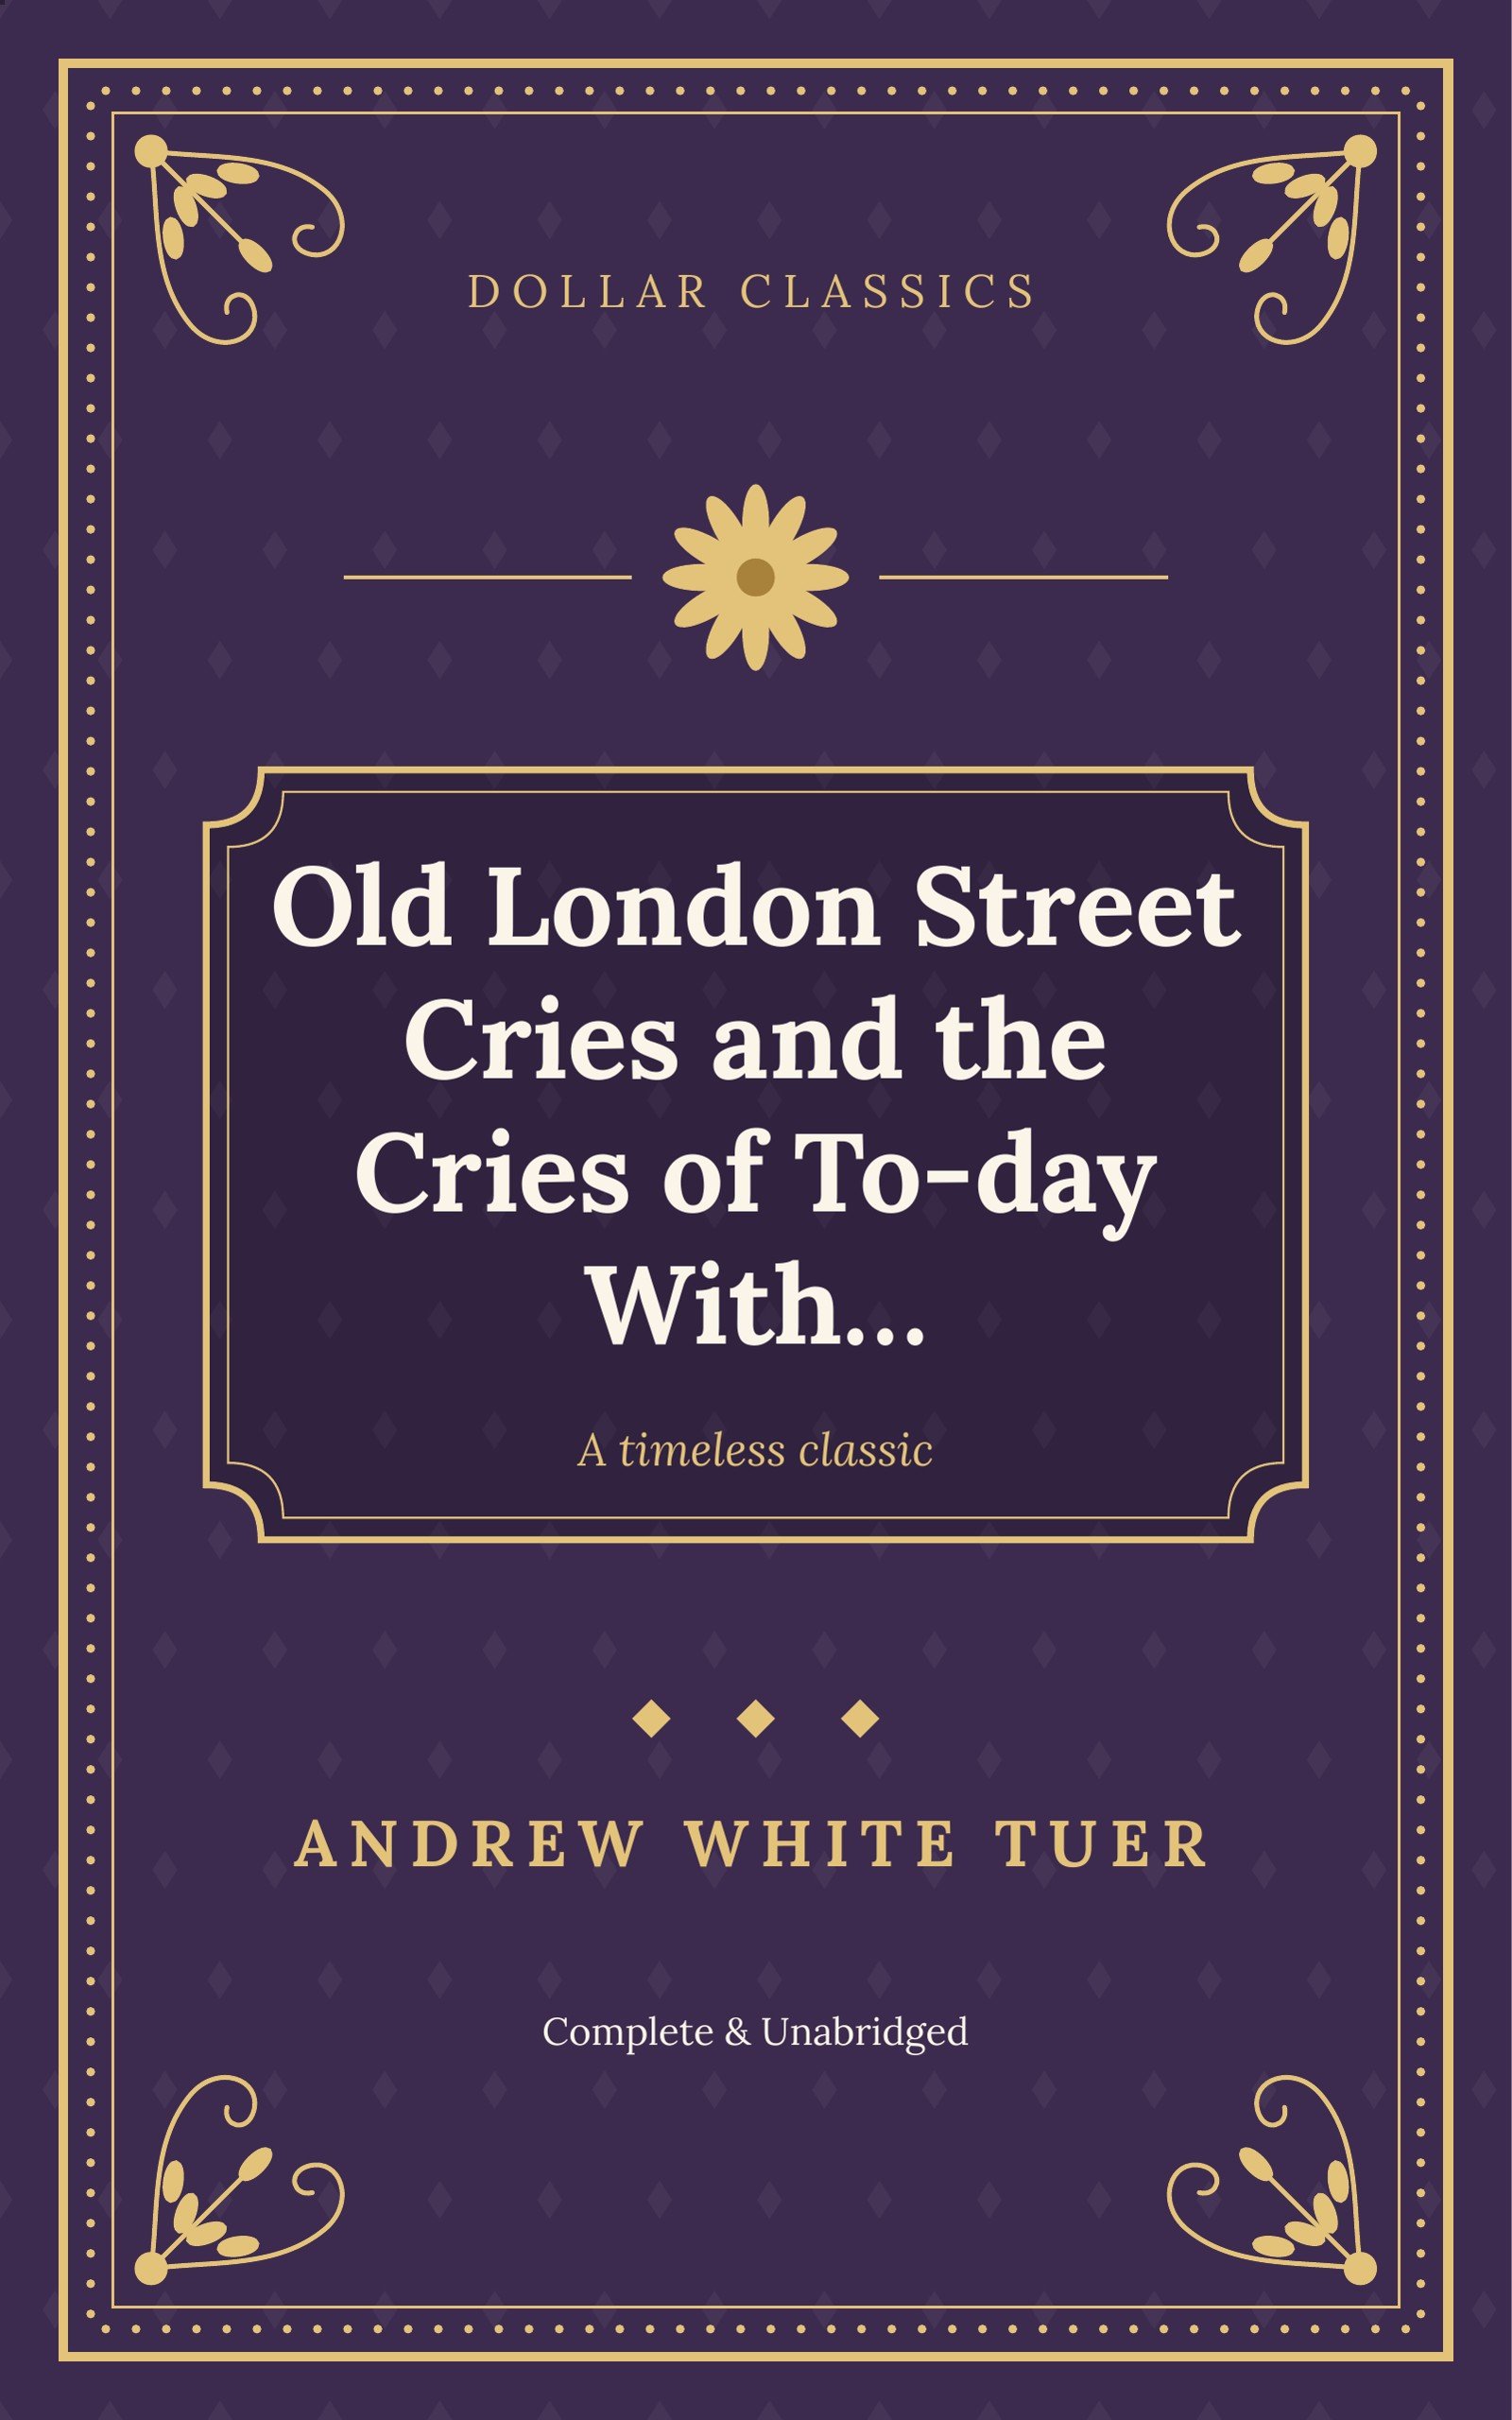 DOLLAR CLASSICS
Old London Street
Cries and the
Cries of To-day
With...
A timeless classic
ANDREW WHITE TUER
Complete & Unabridged